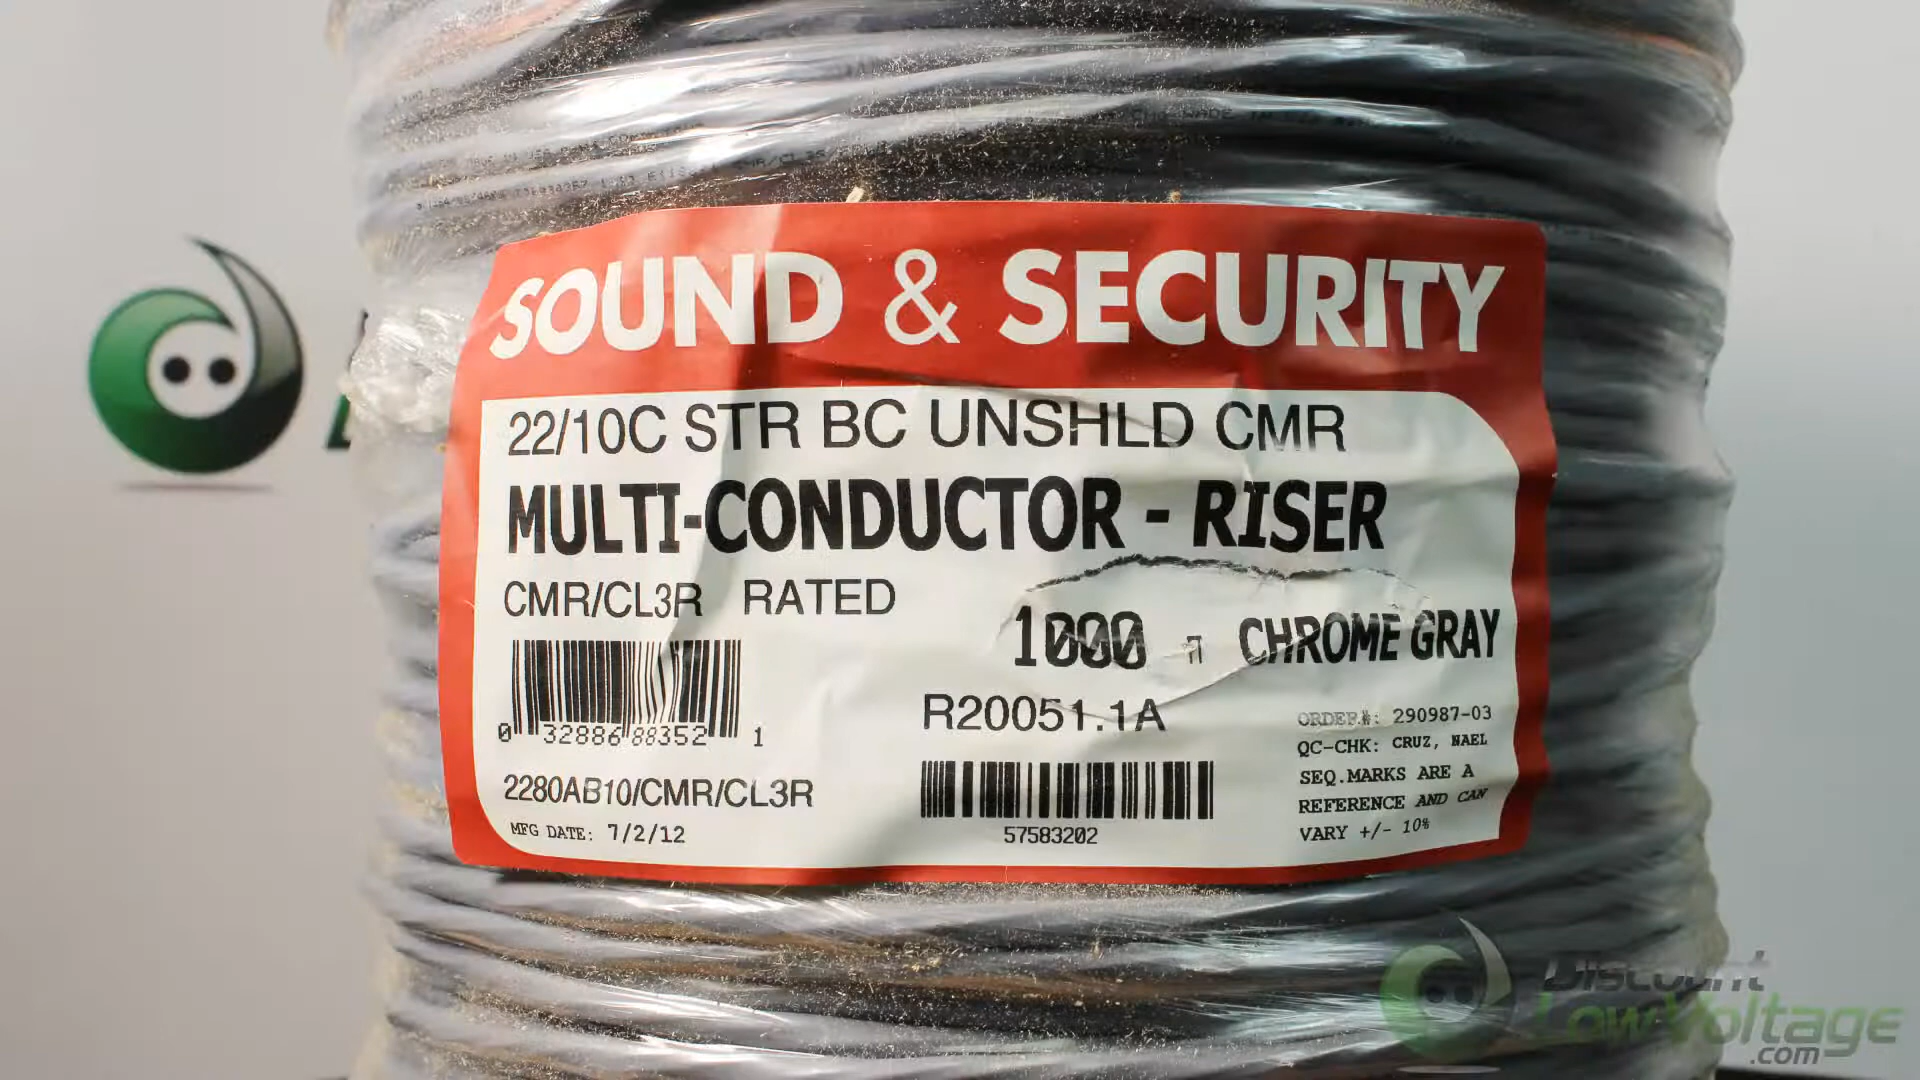 SOUND & SECURITY
22/10C STR BC UNSHLD CMR
MULTI-CONDUCTOR - RISER
CMR/CL3R RATED
1000 CHROME GRAY
0 32886 88352 1
R20051.1A
ORDER#: 290987-03
QC-CHK: CRUZ, NAEL
SEQ.MARKS ARE A
REFERENCE AND CAN
VARY +/- 10%
2280AB10/CMR/CL3R
MFG DATE: 7/2/12
57583202
Discount
LowVoltage
.com